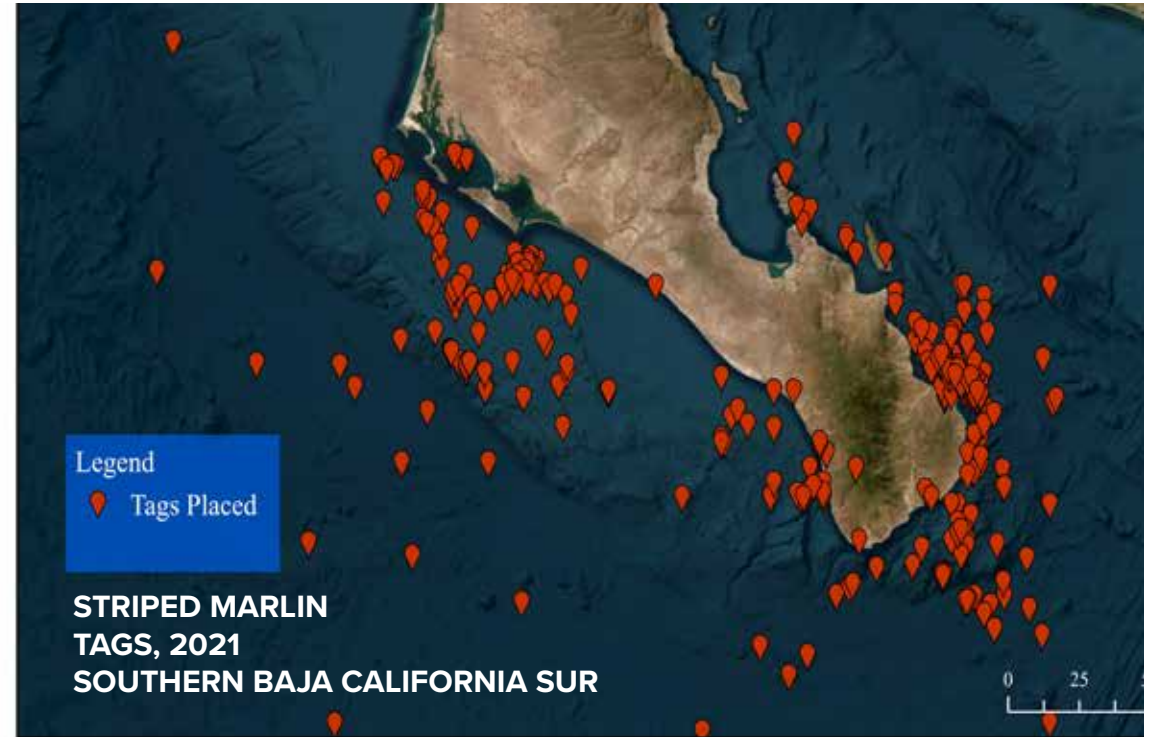 Legend
Tags Placed
STRIPED MARLIN
TAGS, 2021
SOUTHERN BAJA CALIFORNIA SUR
0 25